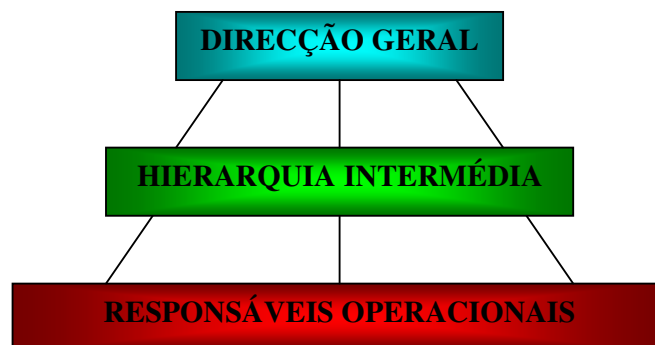 DIRECÇÃO GERAL
HIERARQUIA INTERMÉDIA
RESPONSÁVEIS OPERACIONAIS